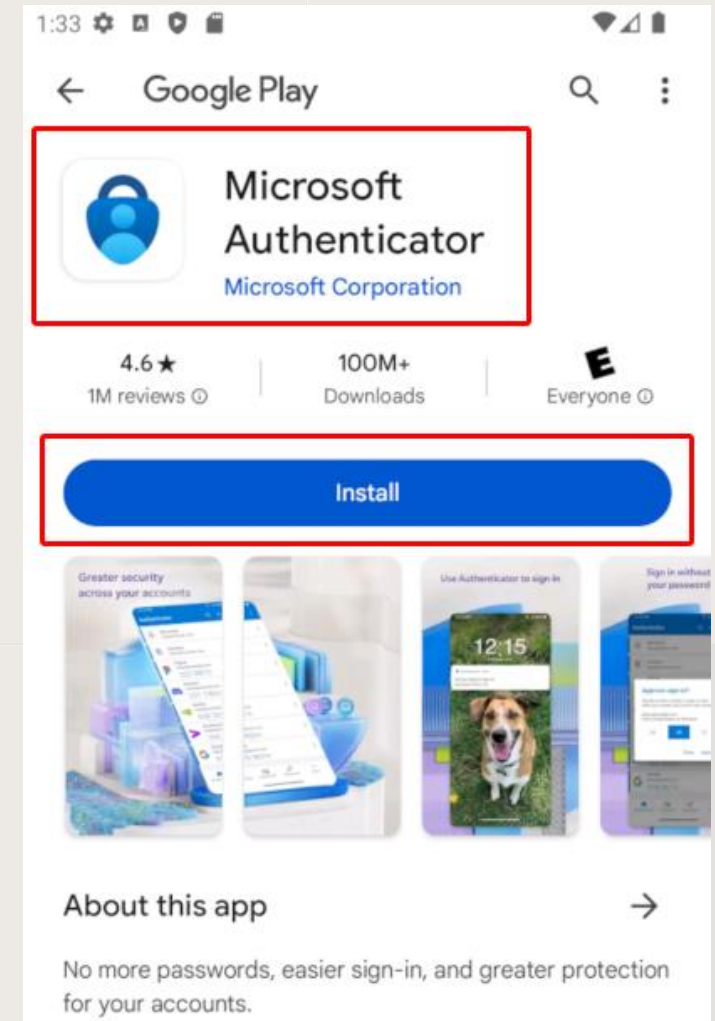 1:33
Google Play
Microsoft
Authenticator
Microsoft Corporation
4.6★
100M+
E
1M reviews
Downloads
Everyone
Install
Greater security
across your accounts
Use Authenticator to sign in
Sign in without
your password
12:15
About this app
No more passwords, easier sign-in, and greater protection
for your accounts.